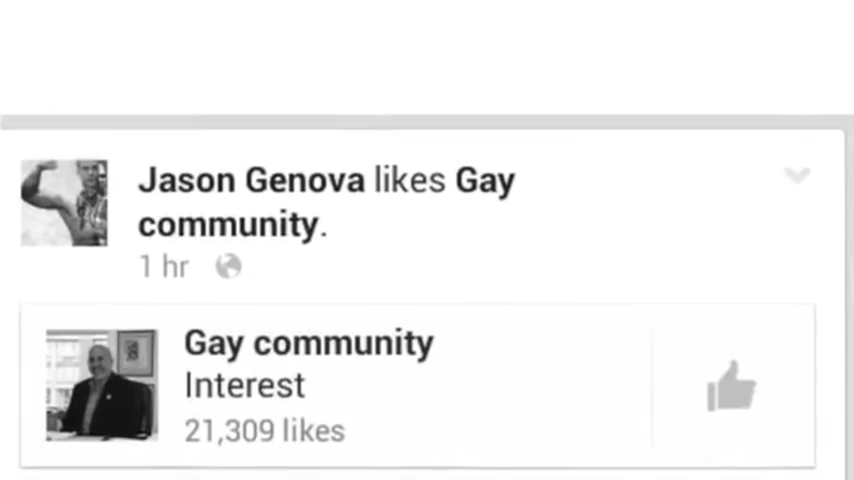 Jason Genova likes Gay
community.
1 hr
Gay community
Interest
21,309 likes